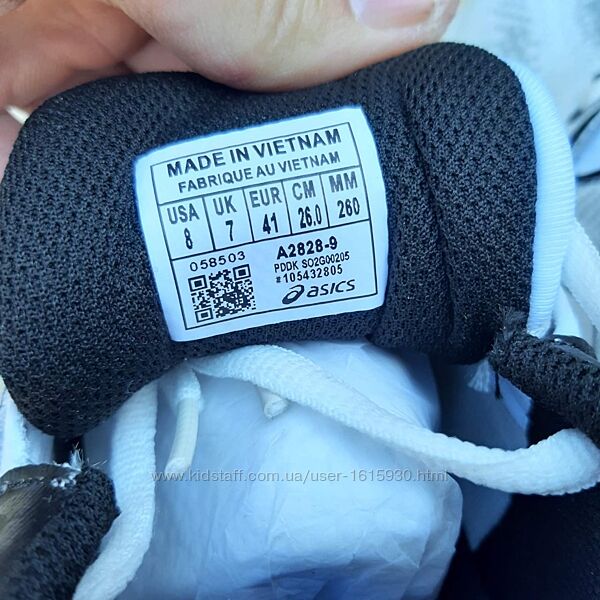 MADE IN VIETNAM
FABRIQUE AU VIETNAM
USA UK EUR CM MM
8 7 41 26.0 260
058503 A2828-9
PDDK SO2G00205
#105432805
asics
www.kidstaff.com.ua/user-1615930.html